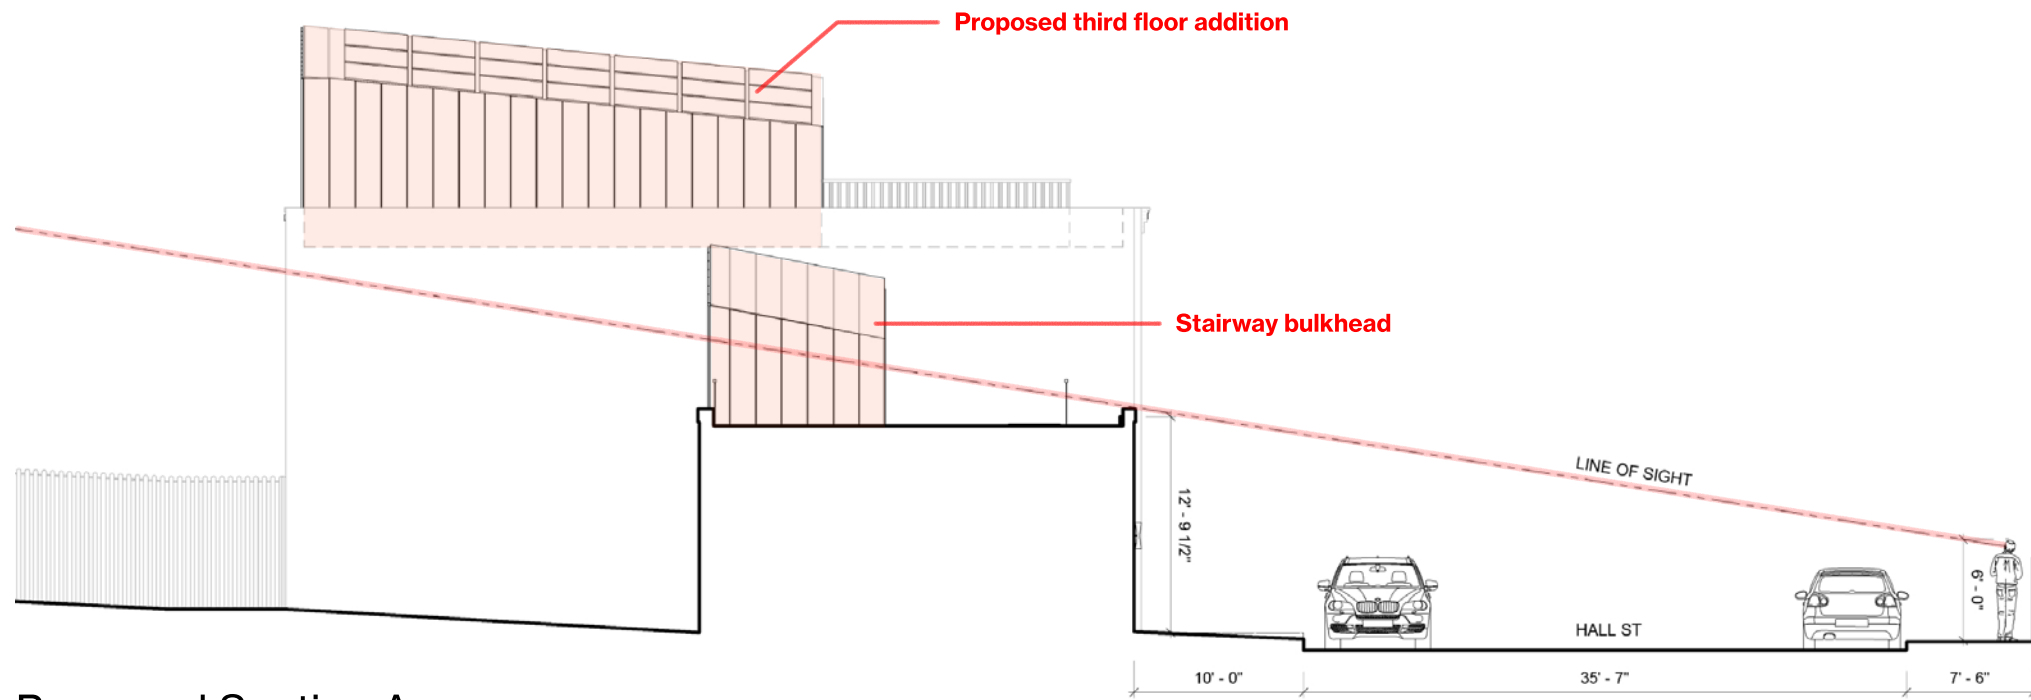 Proposed third floor addition
Stairway bulkhead
LINE OF SIGHT
12' - 9 1/2"
6' - 0"
HALL ST
10' - 0"
35' - 7"
7' - 6"